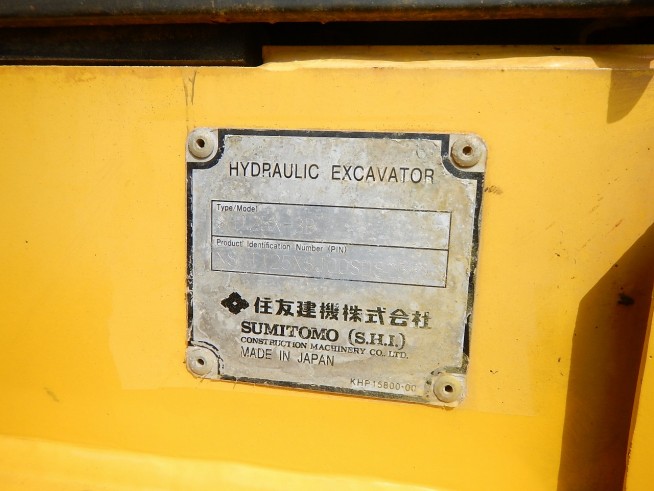 HYDRAULIC EXCAVATOR
Type/Model
Product Identification Number (PIN)
住友建機株式会社
SUMITOMO (S.H.I.)
CONSTRUCTION MACHINERY CO., LTD.
MADE IN JAPAN
KHP15800-00